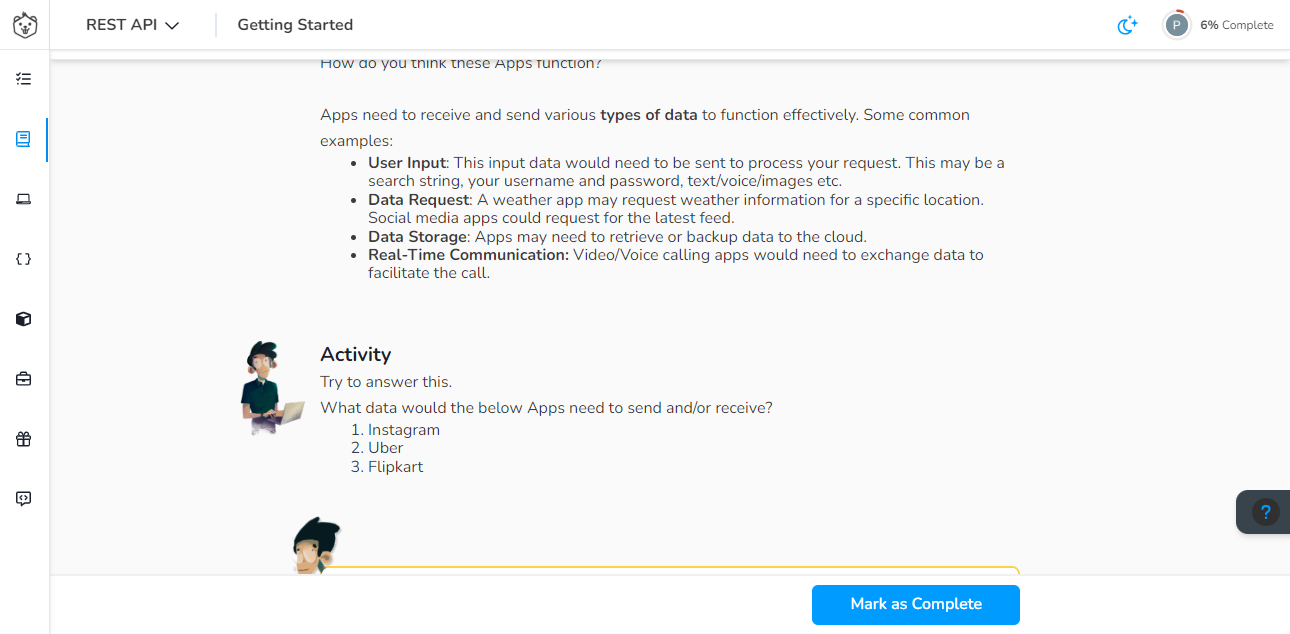 REST API
Getting Started
P
6% Complete
How do you think these Apps function?
Apps need to receive and send various types of data to function effectively. Some common
examples:
• User Input: This input data would need to be sent to process your request. This may be a
search string, your username and password, text/voice/images etc.
• Data Request: A weather app may request weather information for a specific location.
Social media apps could request for the latest feed.
• Data Storage: Apps may need to retrieve or backup data to the cloud.
• Real-Time Communication: Video/Voice calling apps would need to exchange data to
facilitate the call.
Activity
Try to answer this.
What data would the below Apps need to send and/or receive?
1. Instagram
2. Uber
3. Flipkart
?
Mark as Complete